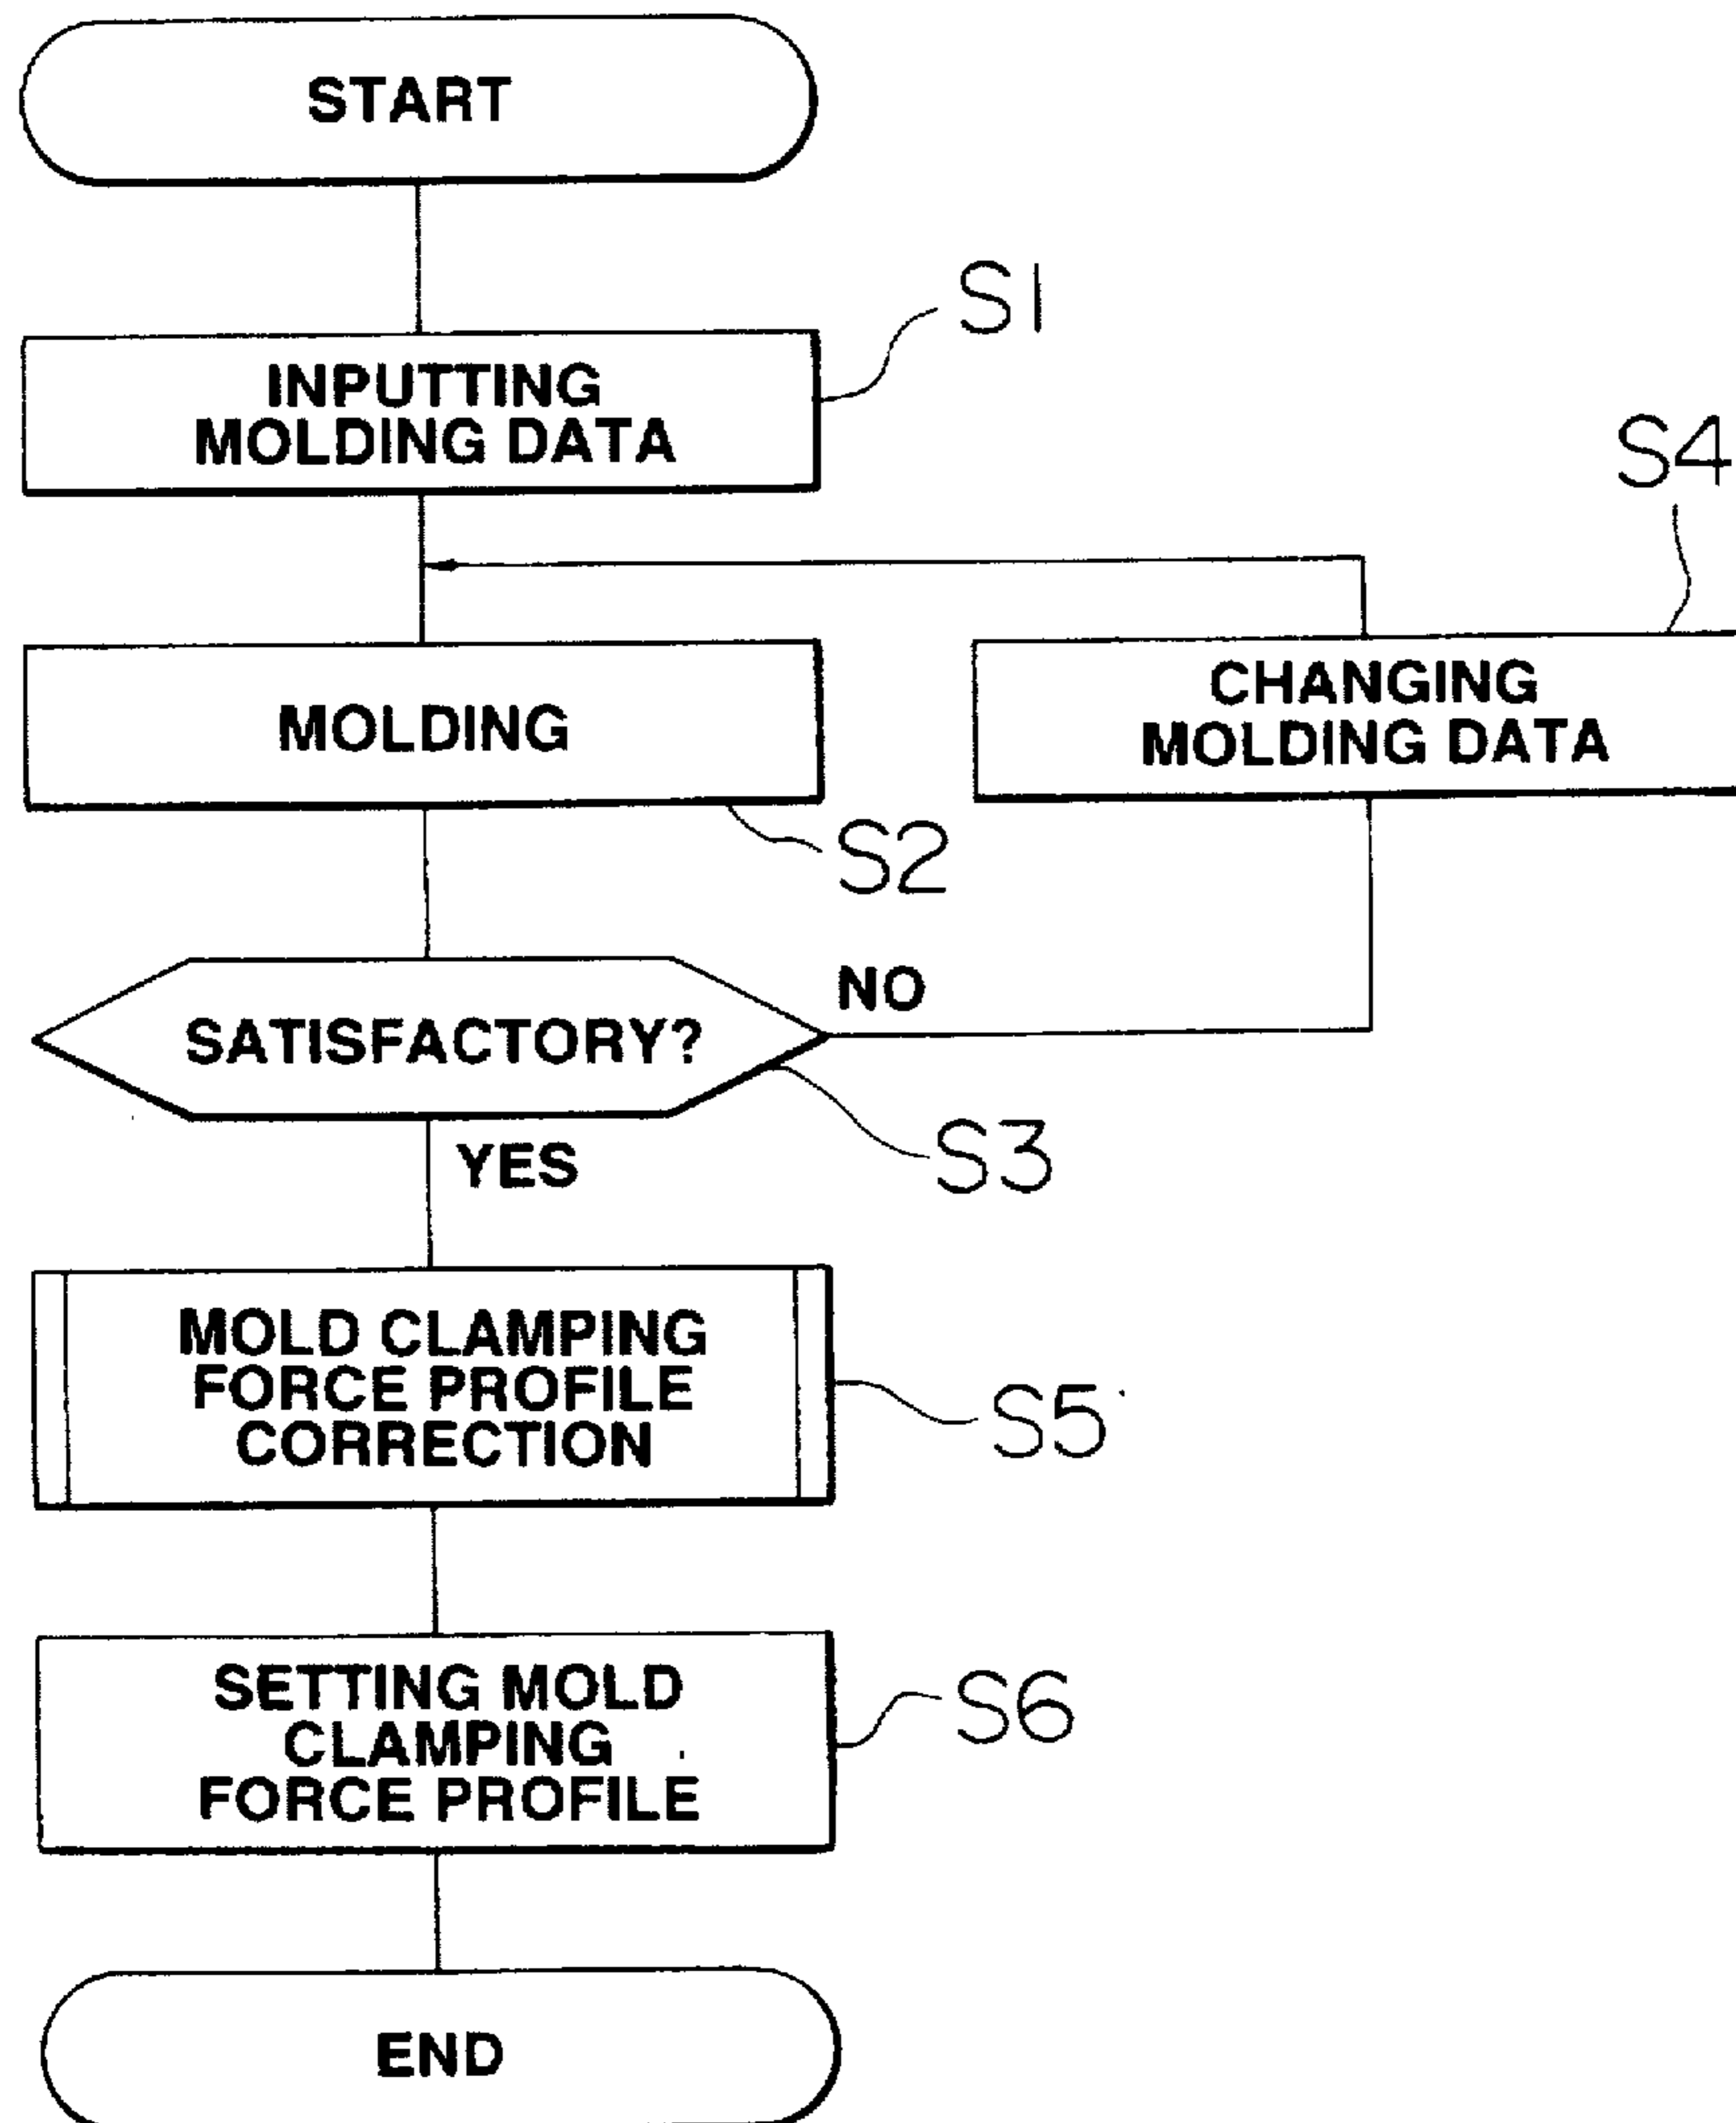 START
S1
INPUTTING
MOLDING DATA
S4
MOLDING
CHANGING
MOLDING DATA
S2
SATISFACTORY?
NO
S3
YES
MOLD CLAMPING
FORCE PROFILE
CORRECTION
S5
SETTING MOLD
CLAMPING
FORCE PROFILE
S6
END